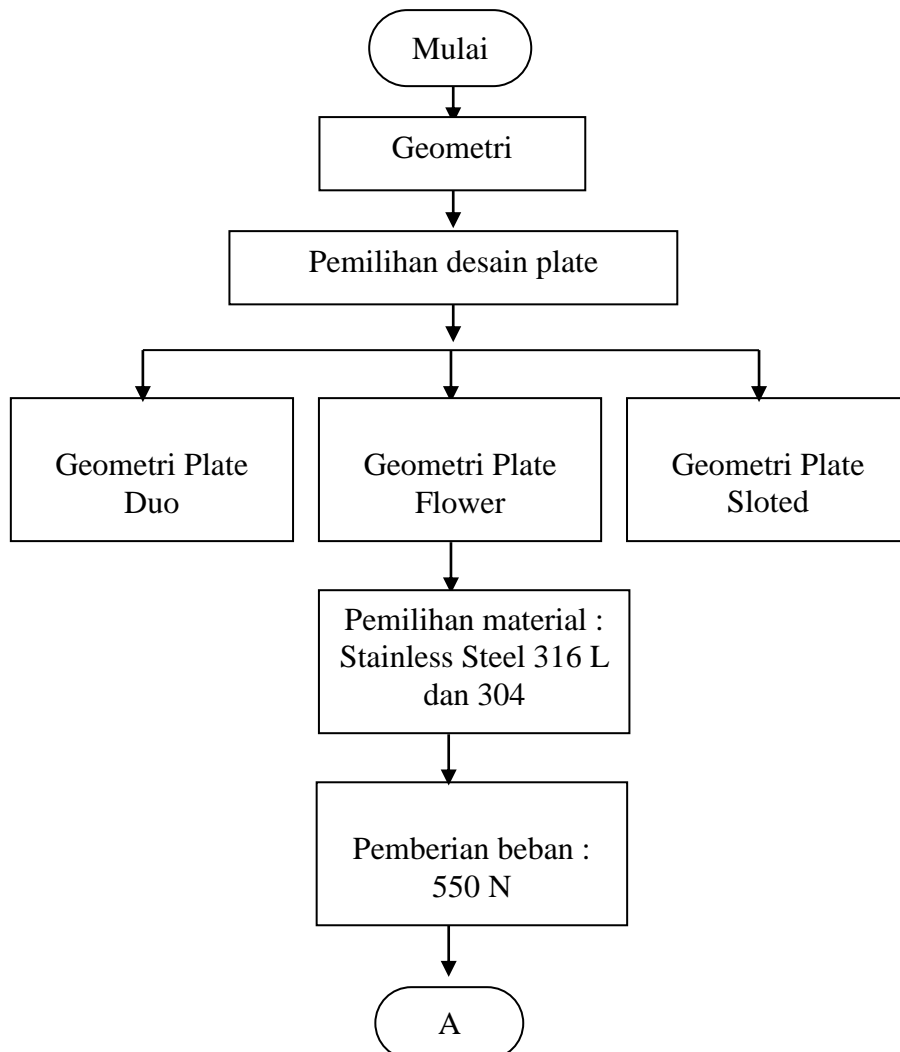 Mulai
Geometri
Pemilihan desain plate
Geometri Plate
Duo
Geometri Plate
Flower
Geometri Plate
Sloted
Pemilihan material :
Stainless Steel 316 L
dan 304
Pemberian beban :
550 N
A